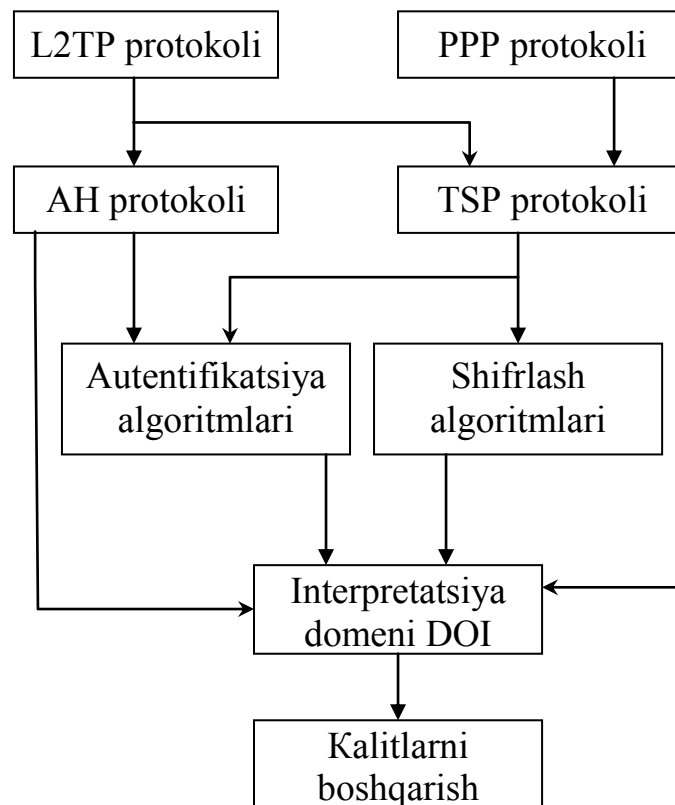 L2TP protokoli
PPP protokoli
AH protokoli
TSP protokoli
Autentifikatsiya
algoritmlari
Shifrlash
algoritmlari
Interpretatsiya
domeni DOI
Kalitlarni
boshqarish